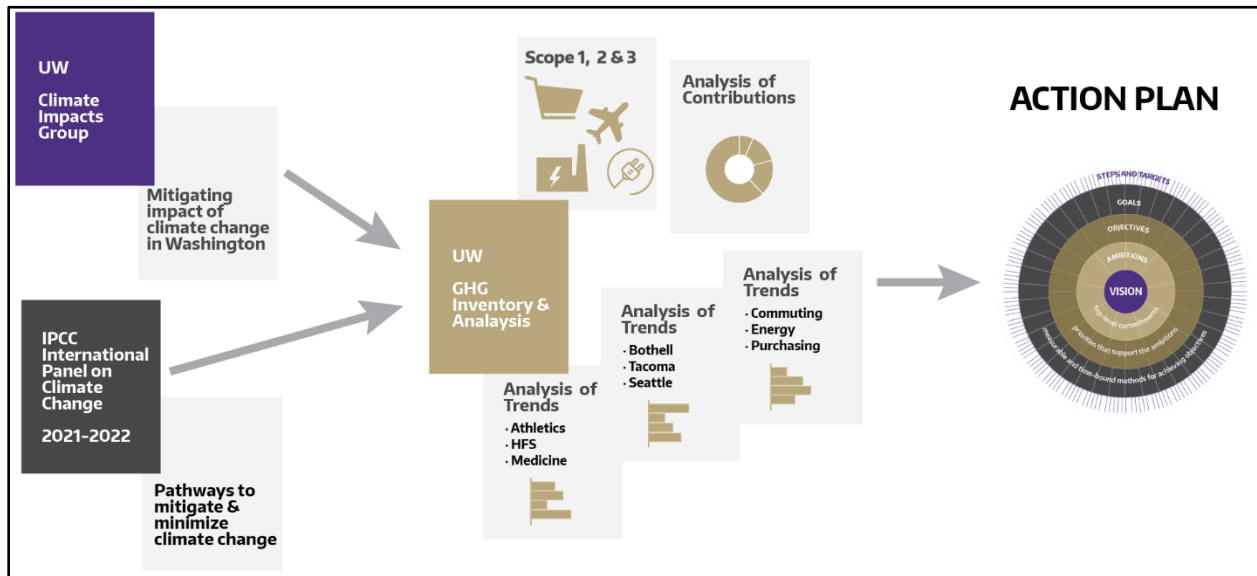 UW
Climate
Impacts
Group
Mitigating
impact of
climate change
in Washington
IPCC
International
Panel on
Climate
Change
2021-2022
Pathways to
mitigate &
minimize
climate change
UW
GHG
Inventory &
Analaysis
Scope 1, 2 & 3
Analysis of
Contributions
Analysis of
Trends
· Athletics
· HFS
· Medicine
Analysis of
Trends
· Bothell
· Tacoma
· Seattle
Analysis of
Trends
· Commuting
· Energy
· Purchasing
ACTION PLAN
STEPS AND TARGETS
GOALS
OBJECTIVES
AMBITIONS
VISION
top-level commitments
priorities that support the ambitions
measurable and time-bound methods for achieving objectives